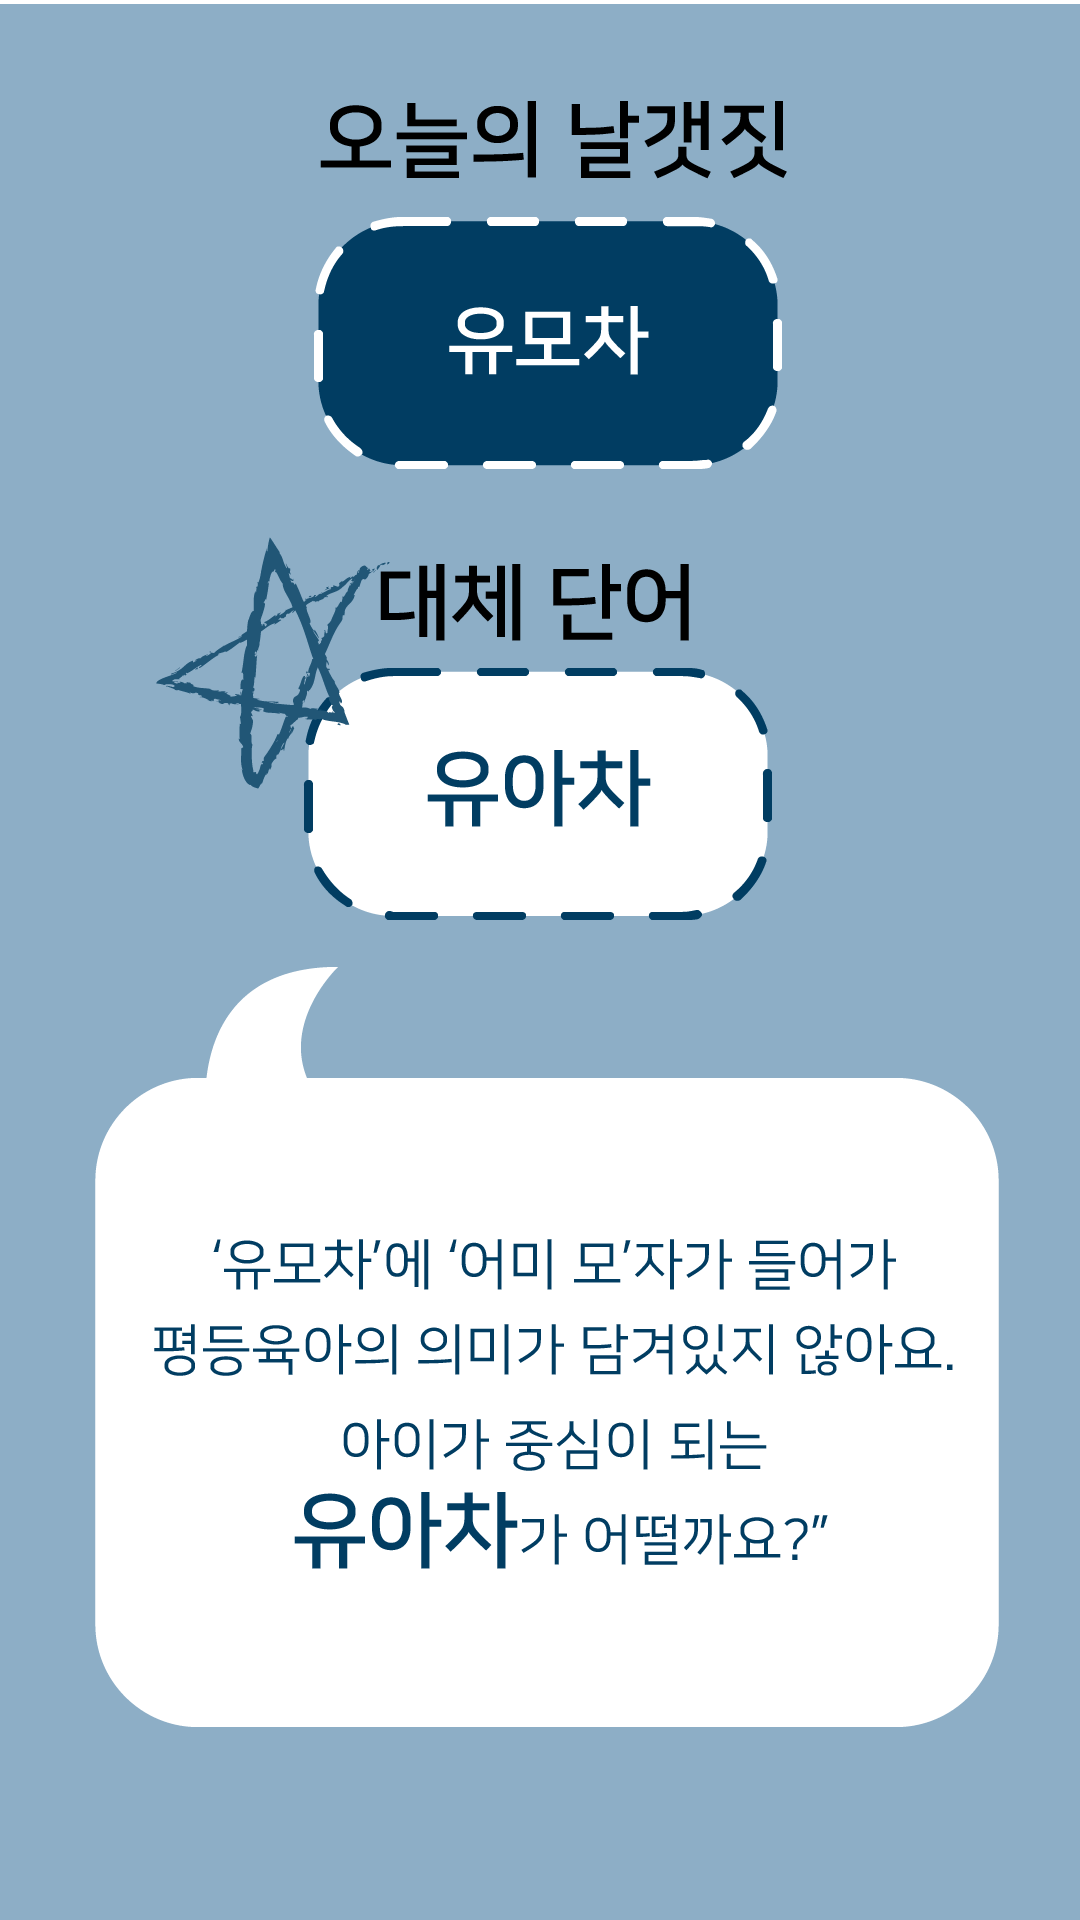 오늘의 날갯짓
유모차
대체 단어
유아차
‘유모차’에 ‘어미 모’자가 들어가
평등육아의 의미가 담겨있지 않아요.
아이가 중심이 되는
유아차가 어떨까요?”